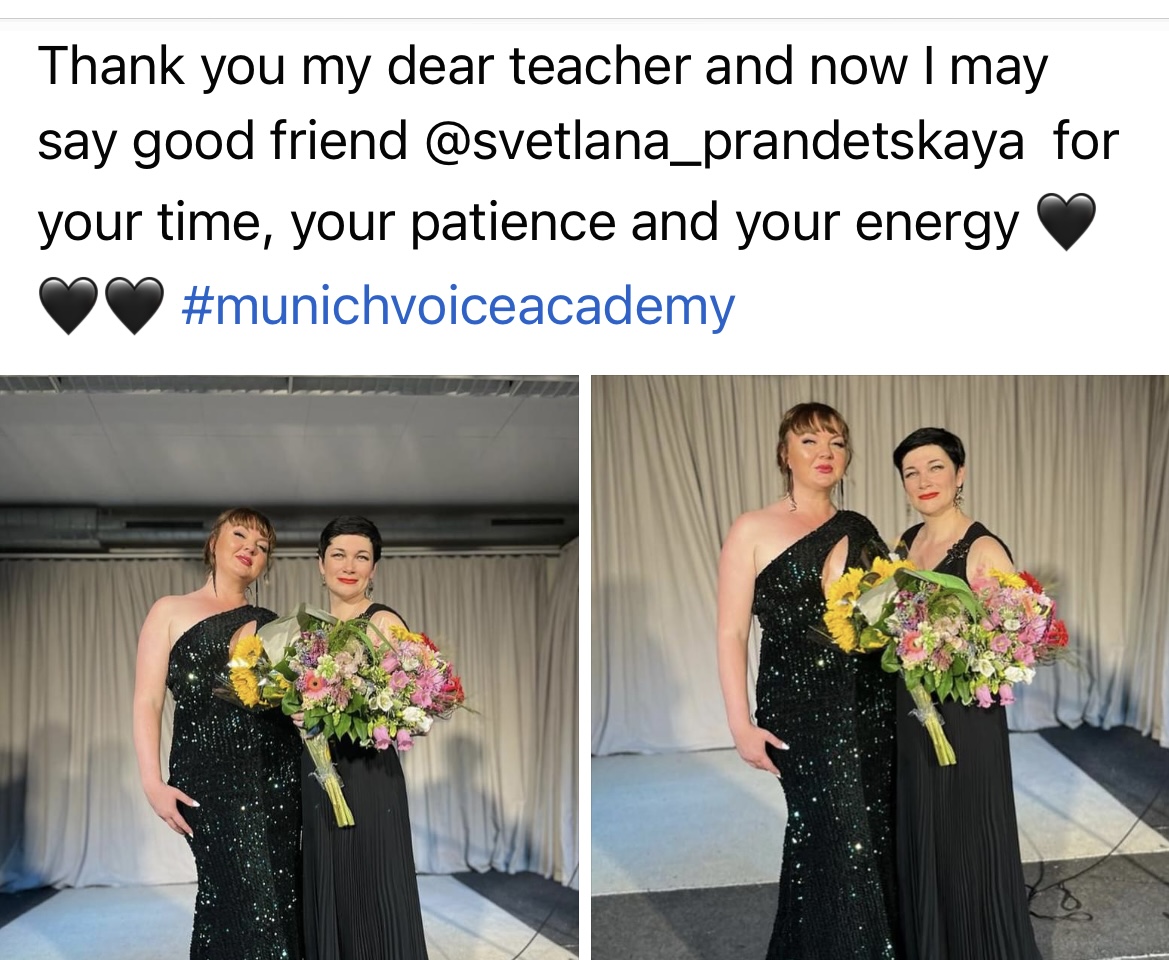 Thank you my dear teacher and now I may
say good friend @svetlana_prandetskaya  for
your time, your patience and your energy 🖤
🖤🖤 #munichvoiceacademy